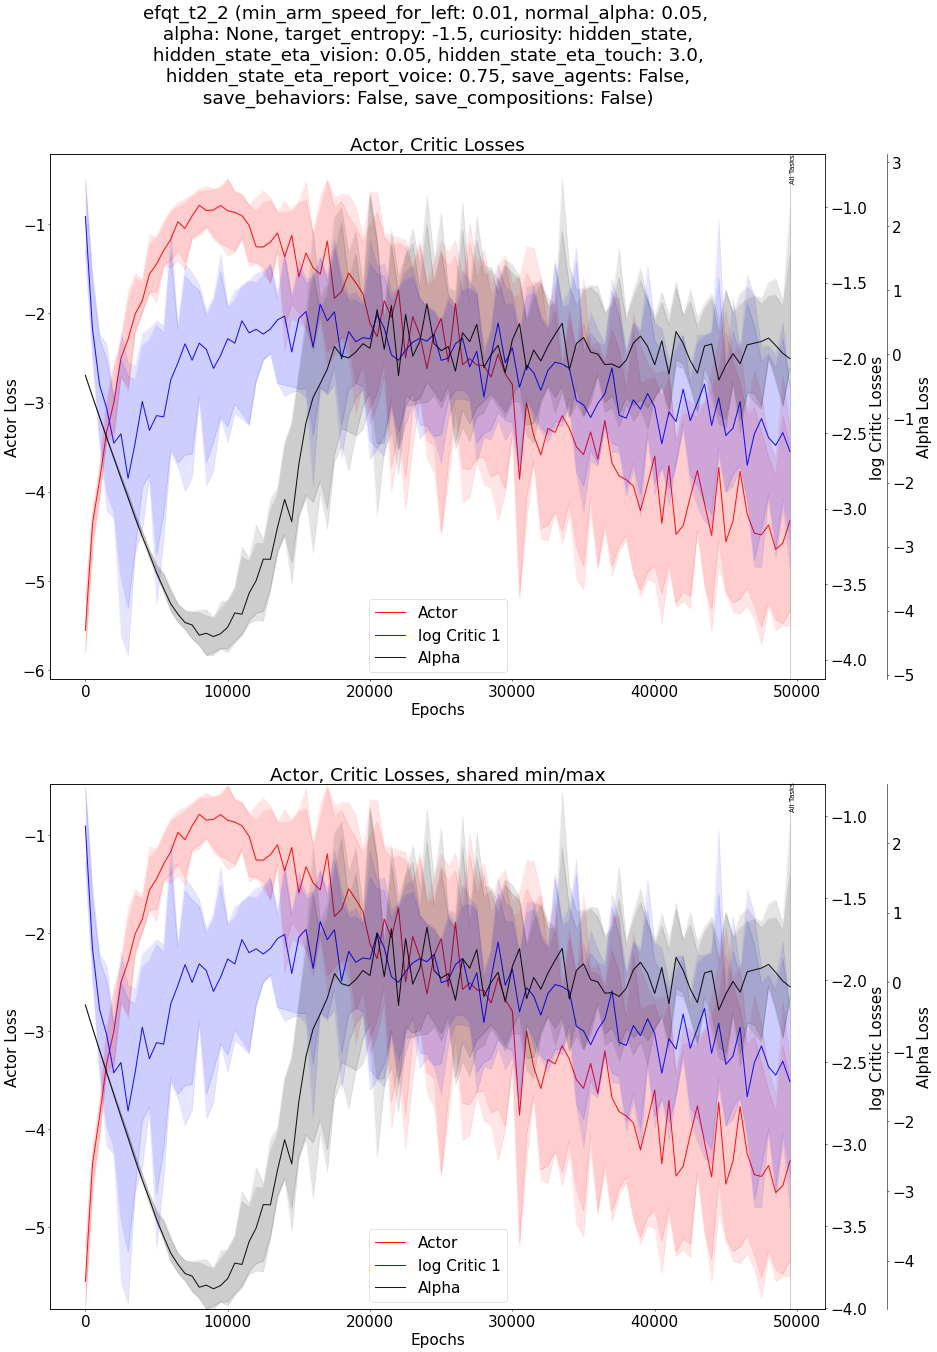 efqt_t2_2 (min_arm_speed_for_left: 0.01, normal_alpha: 0.05,
alpha: None, target_entropy: -1.5, curiosity: hidden_state,
hidden_state_eta_vision: 0.05, hidden_state_eta_touch: 3.0,
hidden_state_eta_report_voice: 0.75, save_agents: False,
save_behaviors: False, save_compositions: False)
Actor, Critic Losses
All Tasks
Actor Loss
−1
−2
−3
−4
−5
−6
log Critic Losses
−1.0
−1.5
−2.0
−2.5
−3.0
−3.5
−4.0
Alpha Loss
3
2
1
0
−1
−2
−3
−4
−5
Actor
log Critic 1
Alpha
0
10000
20000
30000
40000
50000
Epochs
Actor, Critic Losses, shared min/max
All Tasks
Actor Loss
−1
−2
−3
−4
−5
log Critic Losses
−1.0
−1.5
−2.0
−2.5
−3.0
−3.5
−4.0
Alpha Loss
2
1
0
−1
−2
−3
−4
Actor
log Critic 1
Alpha
0
10000
20000
30000
40000
50000
Epochs